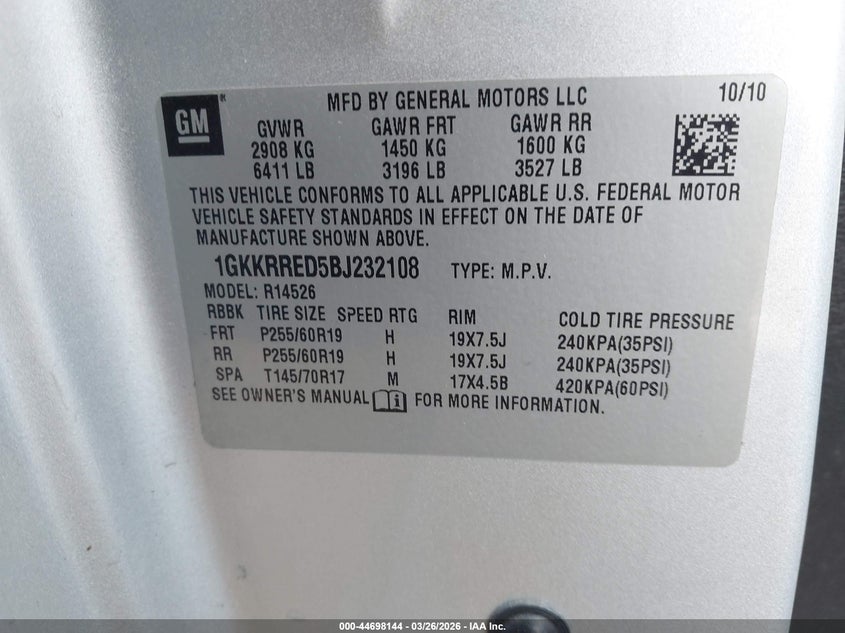 GM
MFD BY GENERAL MOTORS LLC 10/10
GVWR GAWR FRT GAWR RR
2908 KG 1450 KG 1600 KG
6411 LB 3196 LB 3527 LB
THIS VEHICLE CONFORMS TO ALL APPLICABLE U.S. FEDERAL MOTOR
VEHICLE SAFETY STANDARDS IN EFFECT ON THE DATE OF
MANUFACTURE SHOWN ABOVE.
1GKKRRED5BJ232108 TYPE: M.P.V.
MODEL: R14526
RBBK TIRE SIZE SPEED RTG RIM COLD TIRE PRESSURE
FRT P255/60R19 H 19X7.5J 240KPA(35PSI)
RR P255/60R19 H 19X7.5J 240KPA(35PSI)
SPA T145/70R17 M 17X4.5B 420KPA(60PSI)
SEE OWNER'S MANUAL i FOR MORE INFORMATION.
000-44698144 - 03/26/2026 - IAA Inc.